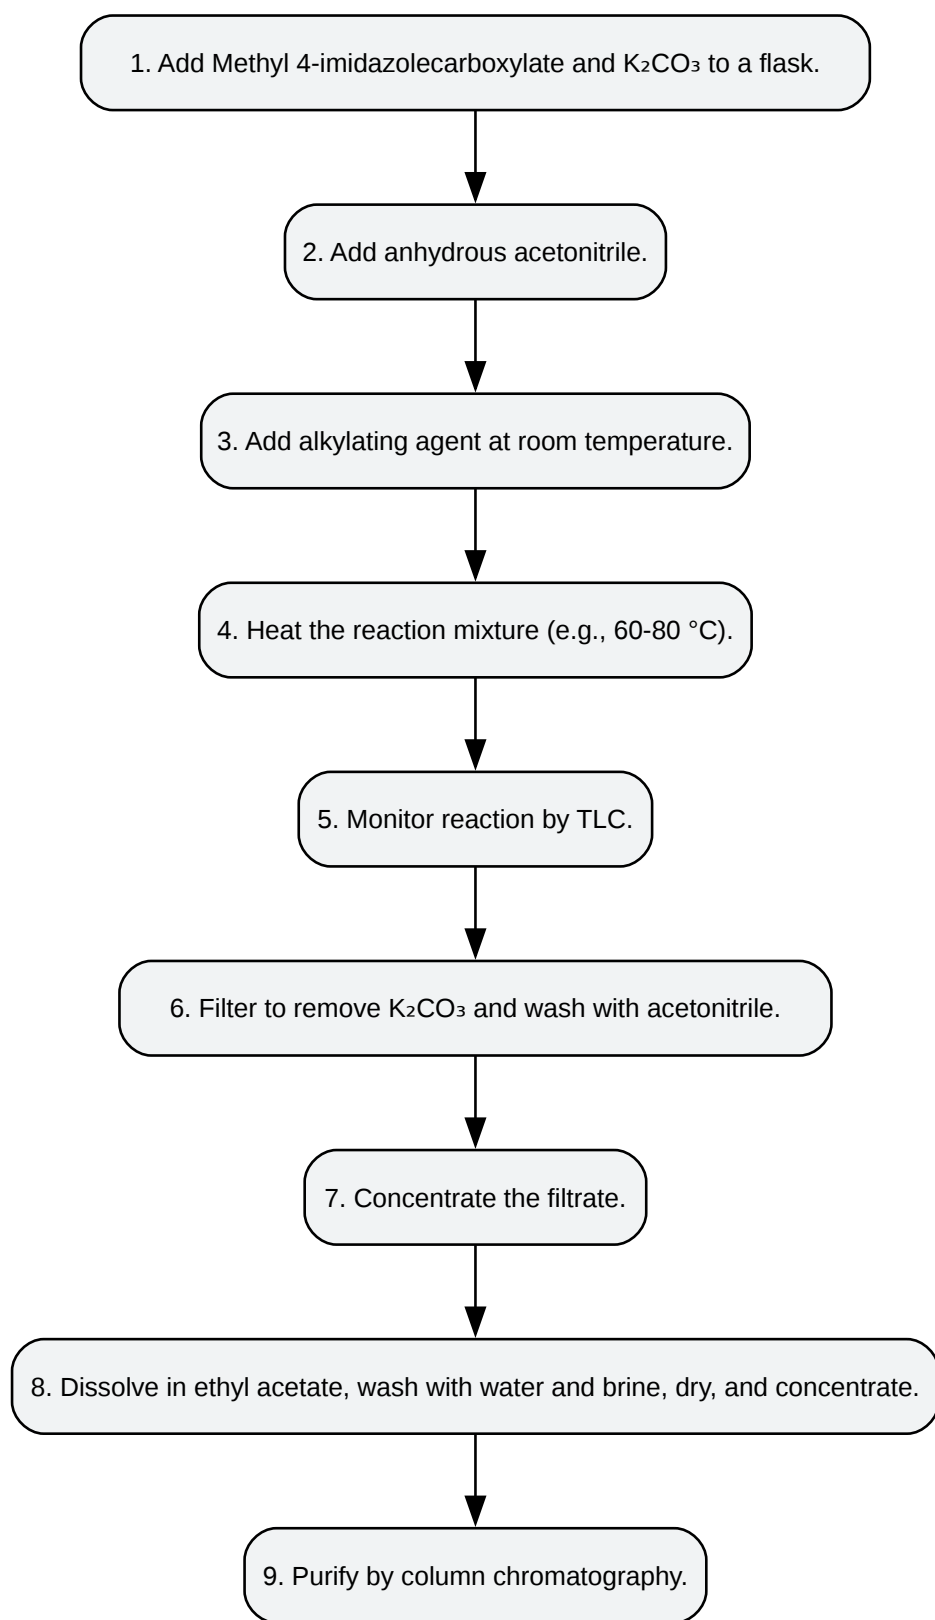 1. Add Methyl 4-imidazolecarboxylate and K₂CO₃ to a flask.
2. Add anhydrous acetonitrile.
3. Add alkylating agent at room temperature.
4. Heat the reaction mixture (e.g., 60-80 °C).
5. Monitor reaction by TLC.
6. Filter to remove K₂CO₃ and wash with acetonitrile.
7. Concentrate the filtrate.
8. Dissolve in ethyl acetate, wash with water and brine, dry, and concentrate.
9. Purify by column chromatography.